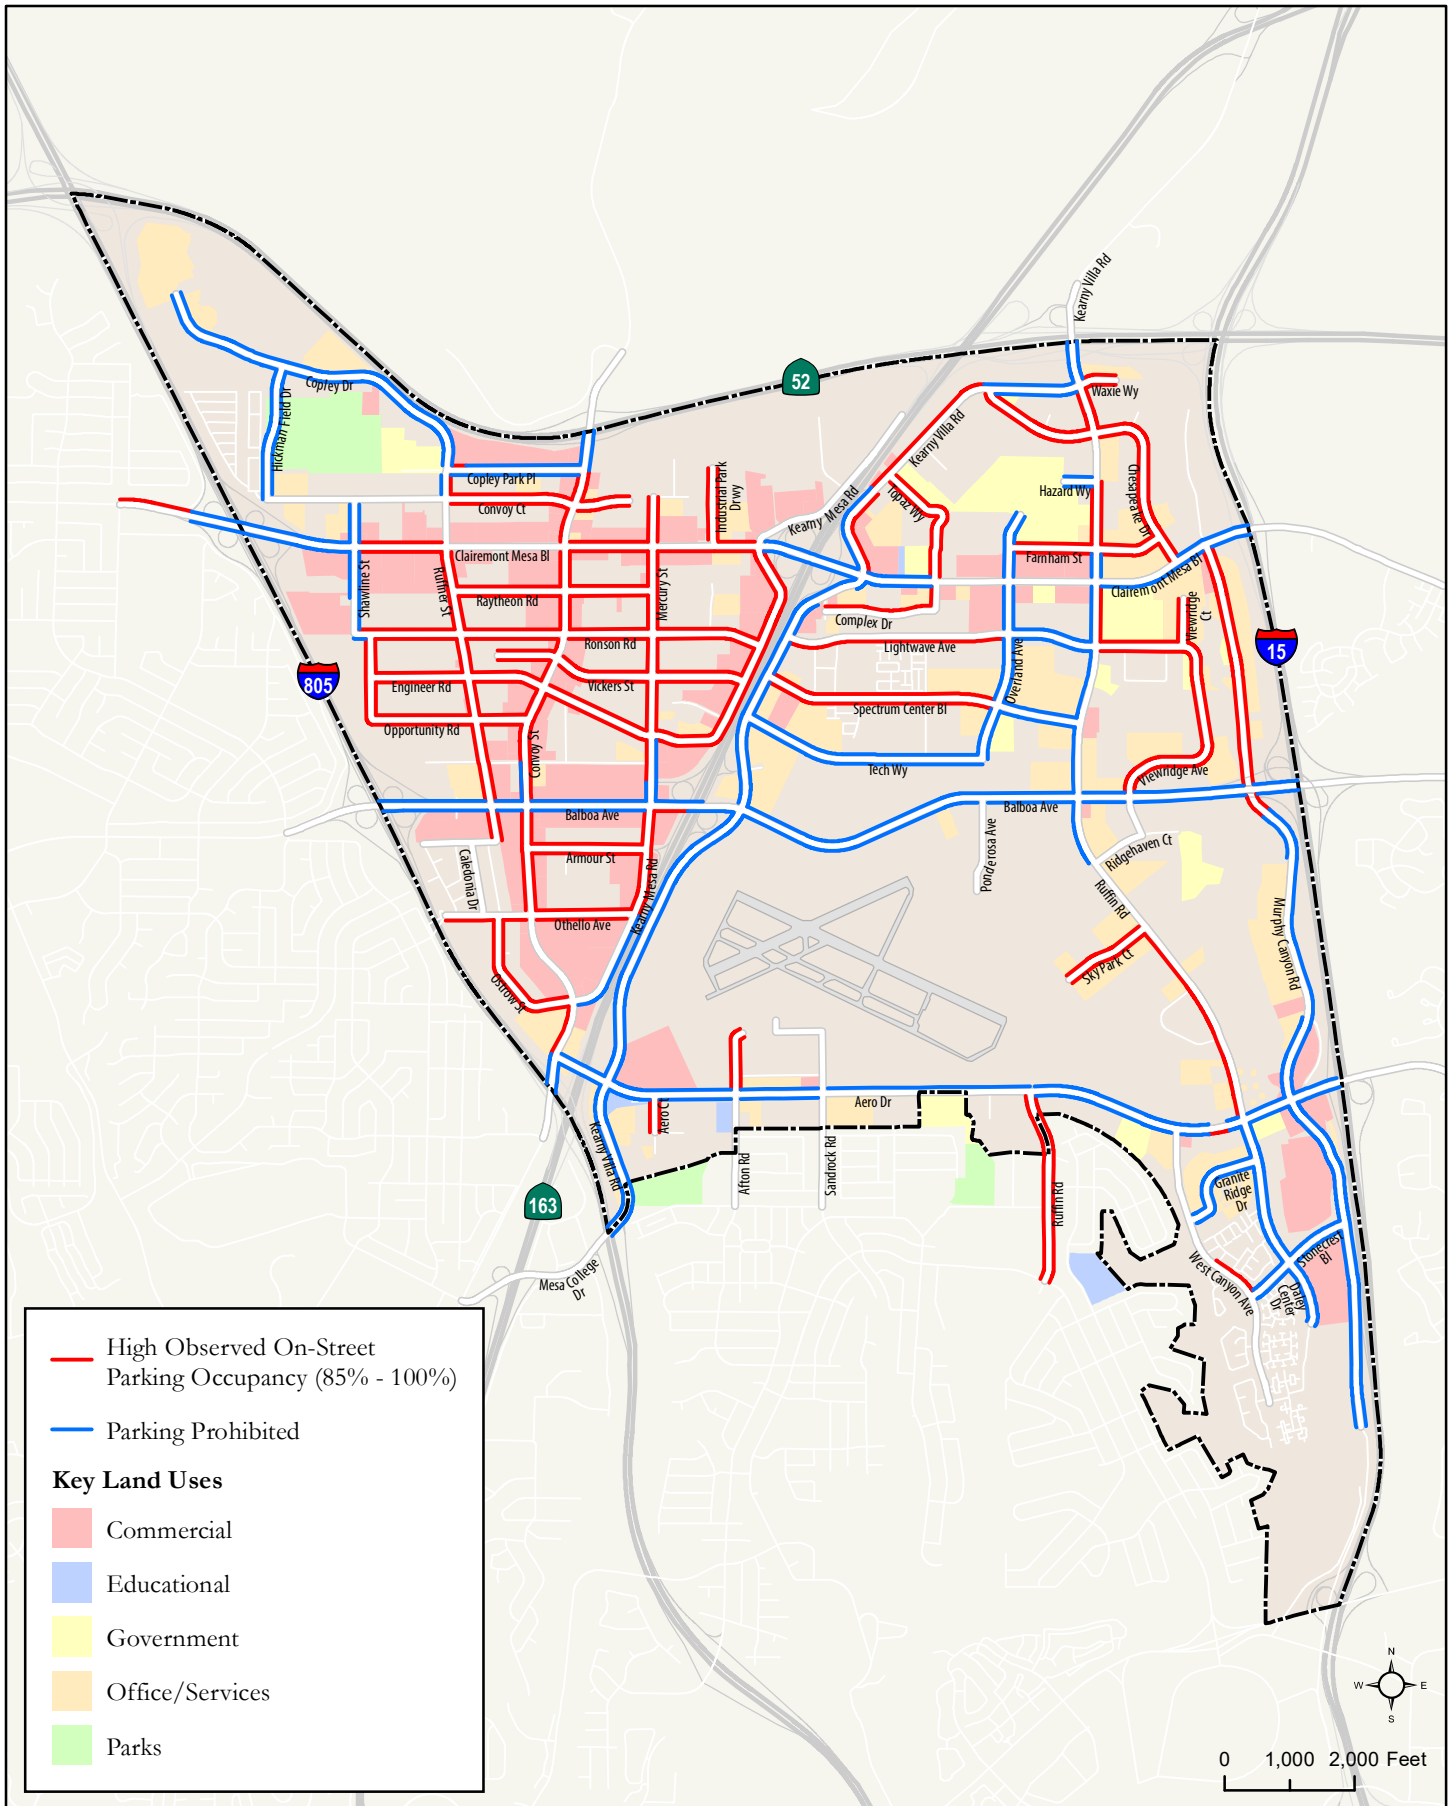 Kearny Villa Rd
52
Copley Dr
Waxie Wy
Hickman Field Dr
Kearny Villa Rd
Copley Park Pl
Industrial Park
Drwy
Chesapeake Dr
Hazard Wy
Topaz Wy
Kearny Mesa Rd
Convoy Ct
Clairemont Mesa Bl
Farnham St
Clairemont Mesa Bl
Shawline St
Ruffner St
Mercury St
Raytheon Rd
Viewridge
Ct
Complex Dr
Ronson Rd
Lightwave Ave
15
805
Engineer Rd
Vickers St
Overland Ave
Spectrum Center Bl
Opportunity Rd
Convoy St
Tech Wy
Viewridge Ave
Balboa Ave
Balboa Ave
Ponderosa Ave
Ridgehaven Ct
Armour St
Caledonia Dr
Kearny Mesa Rd
Ruffin Rd
Othello Ave
Murphy Canyon Rd
Sky Park Ct
Ostrow St
Aero Dr
Aero Ct
Kearny Villa Rd
Afton Rd
Sandrock Rd
Ruffin Rd
Granite
Ridge
Dr
163
Stonecrest
Bl
West Canyon Ave
Daley
Center
Dr
Mesa College
Dr
High Observed On-Street
Parking Occupancy (85% - 100%)
Parking Prohibited
Key Land Uses
Commercial
Educational
Government
Office/Services
Parks
N
W
E
S
0 1,000 2,000 Feet